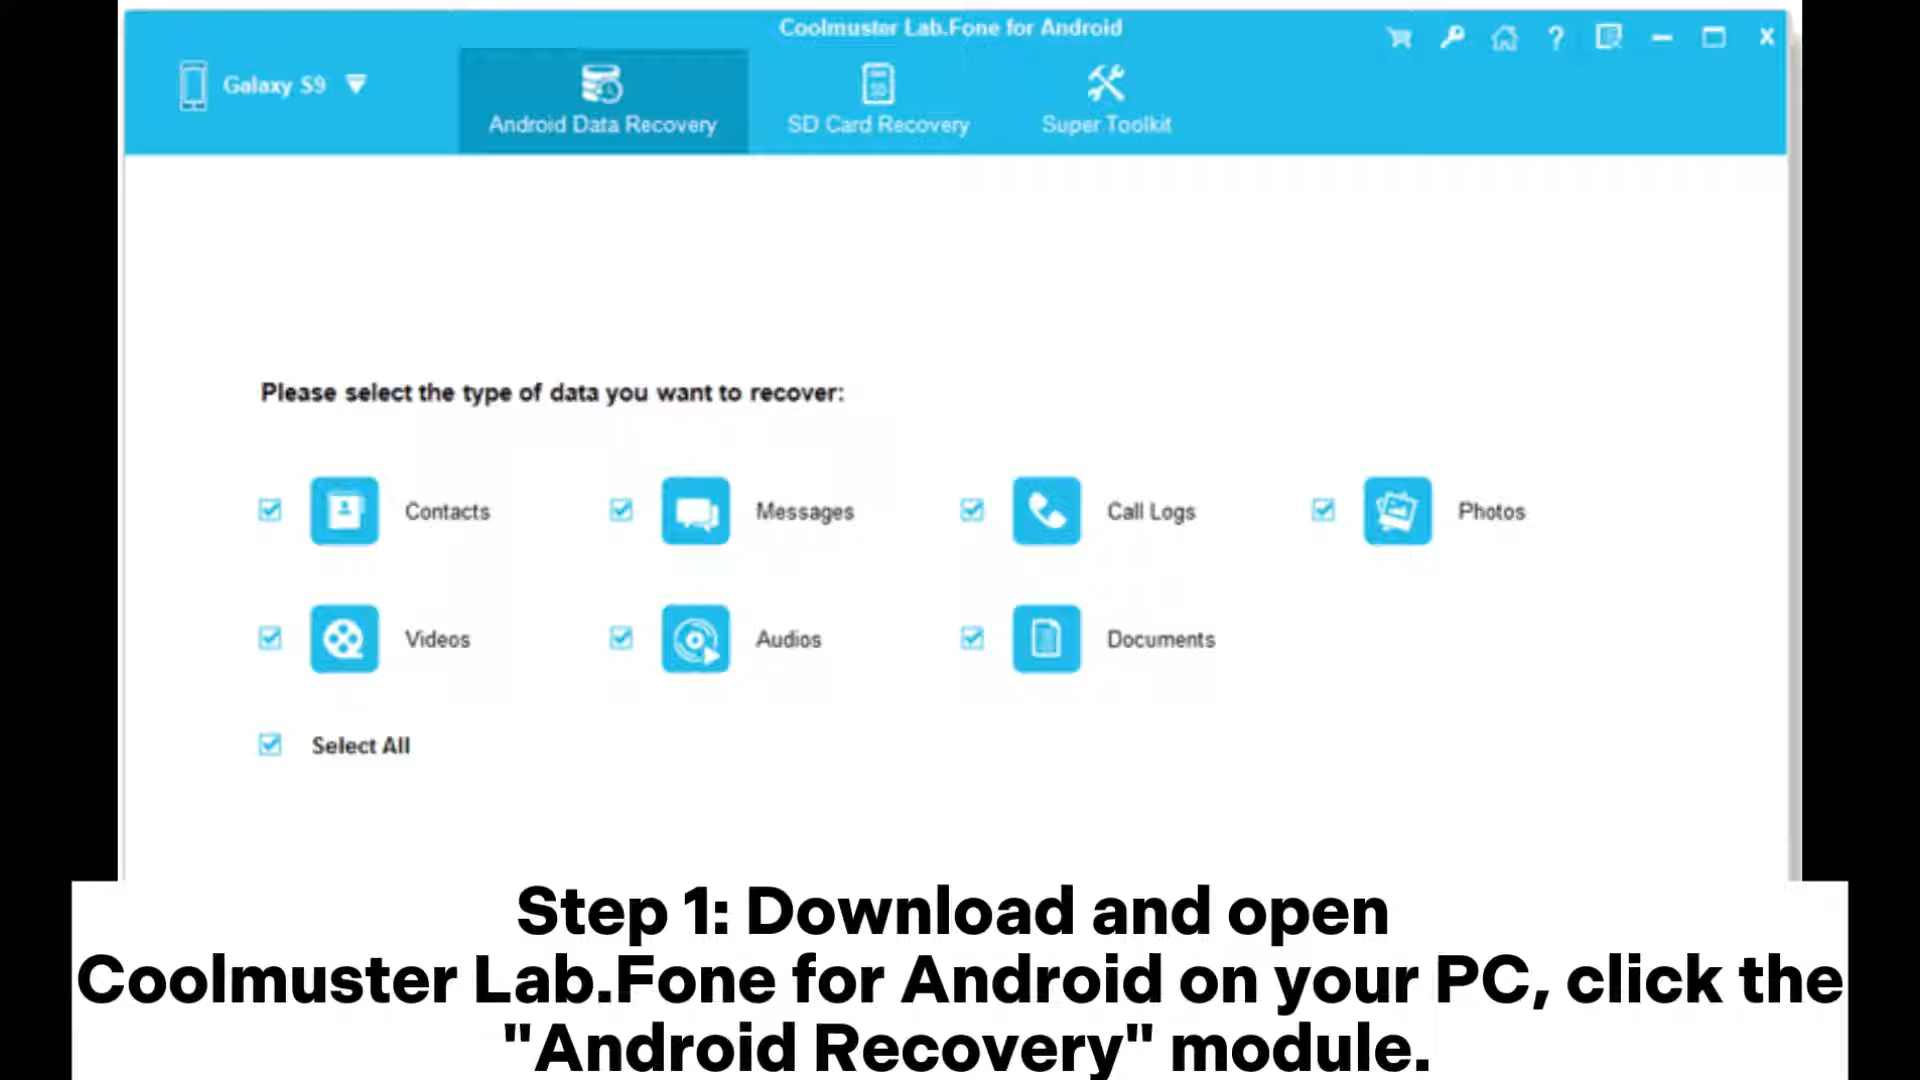 Coolmuster Lab.Fone for Android
Galaxy S9
Android Data Recovery
SD Card Recovery
Super Toolkit
Please select the type of data you want to recover:
Contacts
Messages
Call Logs
Photos
Videos
Audios
Documents
Select All
Step 1: Download and open
Coolmuster Lab.Fone for Android on your PC, click the
"Android Recovery" module.